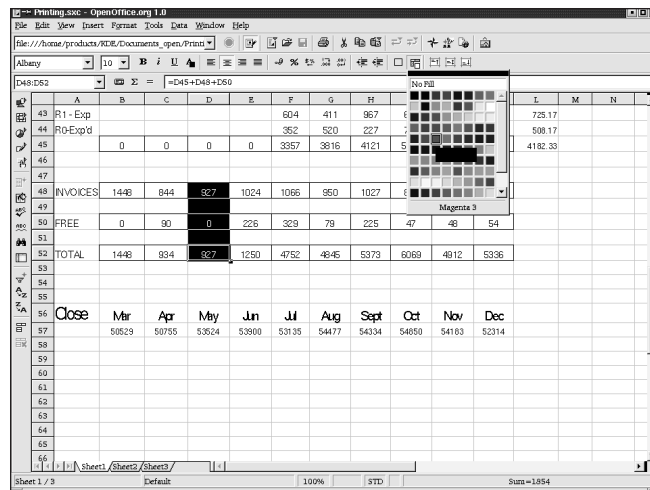 Printing.sxc - OpenOffice.org 1.0
File Edit View Insert Format Tools Data Window Help
file:///home/products/KDE/Documents_open/Printi
Albany 10 B i U A
D48:D52 Σ = =D45+D48+D50
A B C D E F G H L M N
43 R1 - Exp 604 411 967 725.17
44 R0-Exp'd 352 520 227 508.17
45 0 0 0 0 3357 3816 4121 5 4182.33
46
47
48 INVOICES 1448 844 927 1024 1066 950 1027
49
50 FREE 0 90 0 226 329 79 225 47 48 54
51
52 TOTAL 1448 934 927 1250 4752 4845 5373 6069 4912 5336
53
54
55
56 Close Mar Apr May Jun Jul Aug Sept Oct Nov Dec
57 50529 50755 53524 53900 53135 54477 54334 54850 54183 52314
58
59
60
61
62
63
64
65
66
No Fill
Magenta 3
Sheet1 Sheet2 Sheet3
Sheet 1 / 3 Default 100% STD Sum=1854